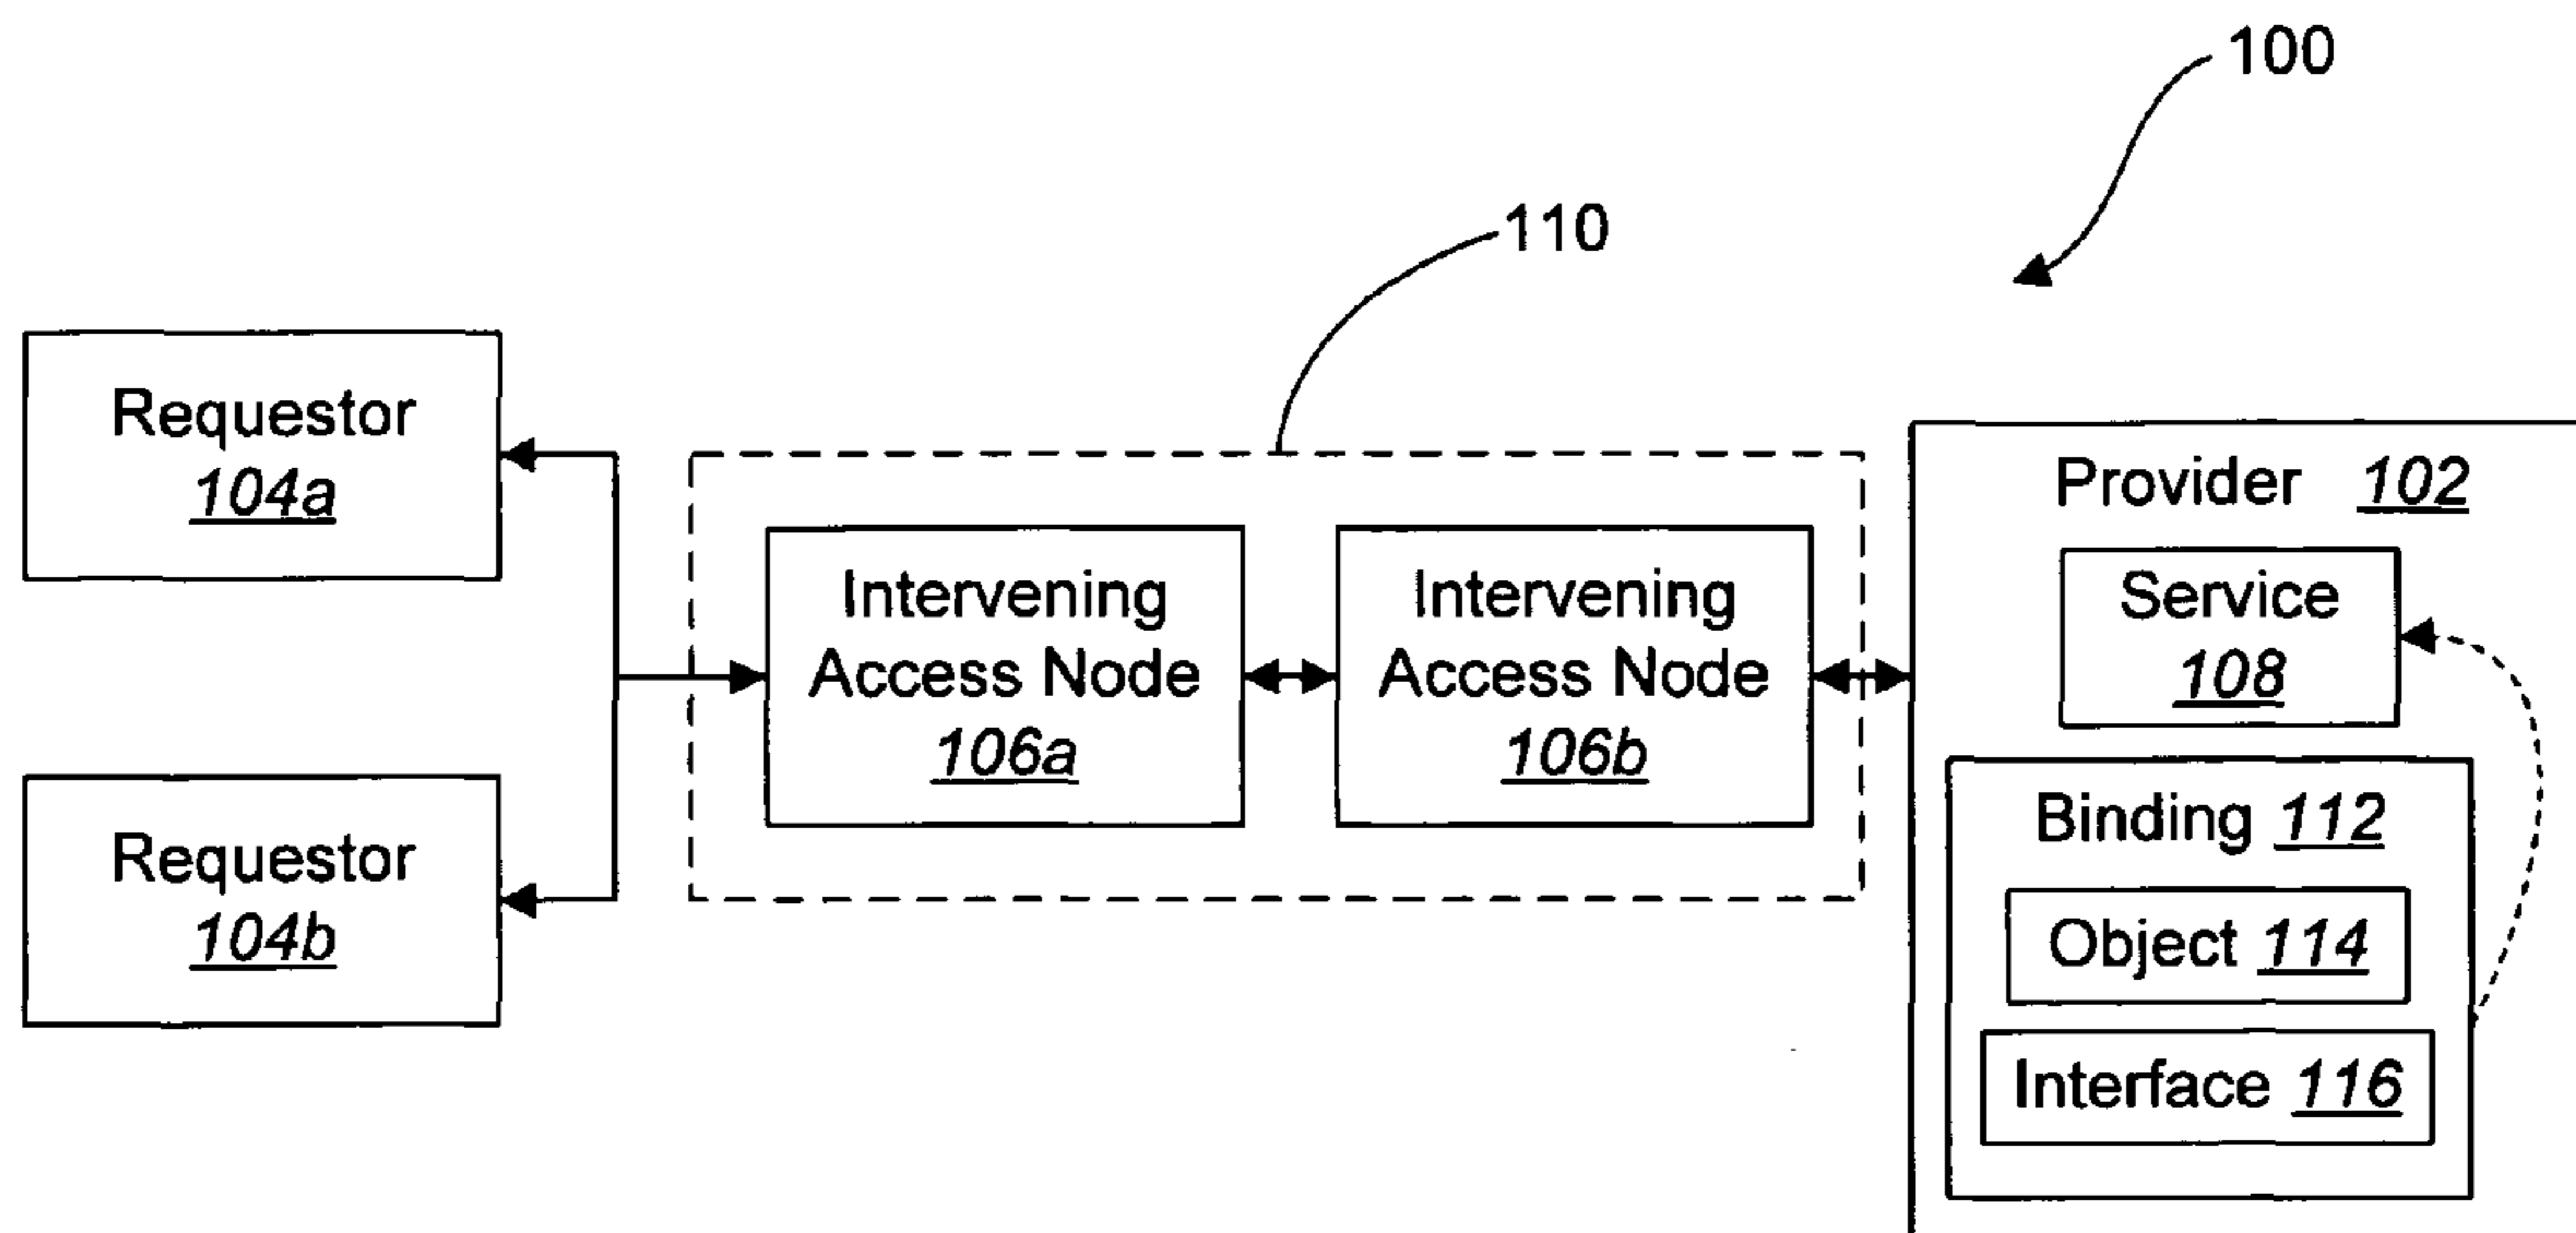 100
110
Requestor
104a
Requestor
104b
Intervening
Access Node
106a
Intervening
Access Node
106b
Provider 102
Service
108
Binding 112
Object 114
Interface 116